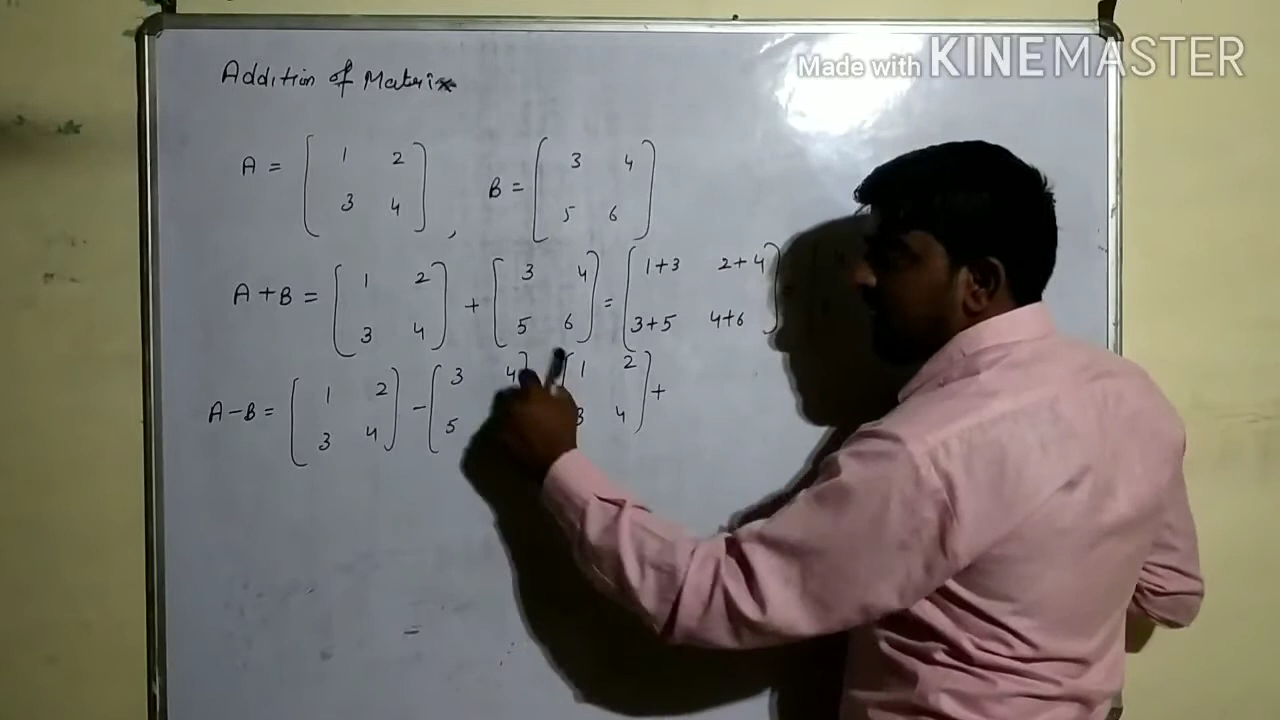 Made with KINEMASTER
Addition of Matrix
A = [ 1 2
3 4 ] , B = [ 3 4
5 6 ]
A + B = [ 1 2
3 4 ] + [ 3 4
5 6 ] = [ 1+3 2+4
3+5 4+6 ]
A - B = [ 1 2
3 4 ] - [ 3 4
5 [ 1 2
3 4 ] +